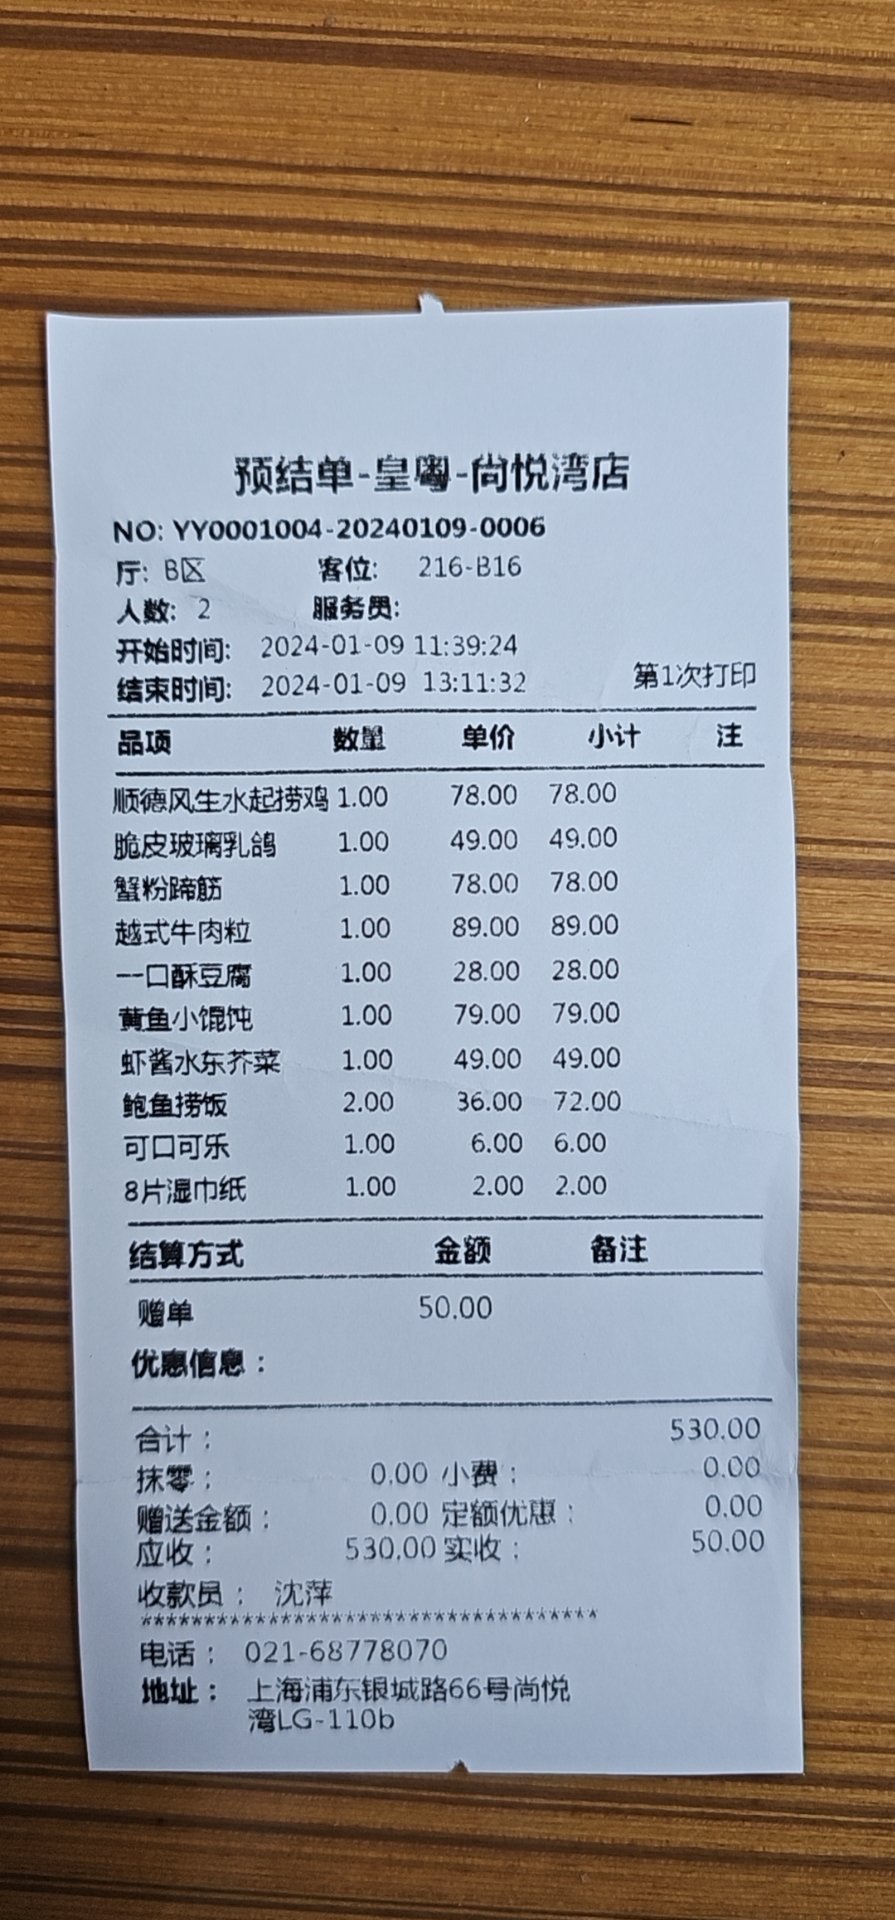 预结单-皇粤-尚悦湾店
NO: YY0001004-20240109-0006
厅: B区 客位: 216-B16
人数: 2 服务员:
开始时间: 2024-01-09 11:39:24
结束时间: 2024-01-09 13:11:32 第1次打印
品项 数量 单价 小计 注
顺德风生水起捞鸡 1.00 78.00 78.00
脆皮玻璃乳鸽 1.00 49.00 49.00
蟹粉蹄筋 1.00 78.00 78.00
越式牛肉粒 1.00 89.00 89.00
一口酥豆腐 1.00 28.00 28.00
黄鱼小馄饨 1.00 79.00 79.00
虾酱水东芥菜 1.00 49.00 49.00
鲍鱼捞饭 2.00 36.00 72.00
可口可乐 1.00 6.00 6.00
8片湿巾纸 1.00 2.00 2.00
结算方式 金额 备注
赠单 50.00
优惠信息：
合计： 530.00
抹零： 0.00 小费： 0.00
赠送金额： 0.00 定额优惠： 0.00
应收： 530.00 实收： 50.00
收款员： 沈萍
************************************
电话： 021-68778070
地址： 上海浦东银城路66号尚悦
湾LG-110b